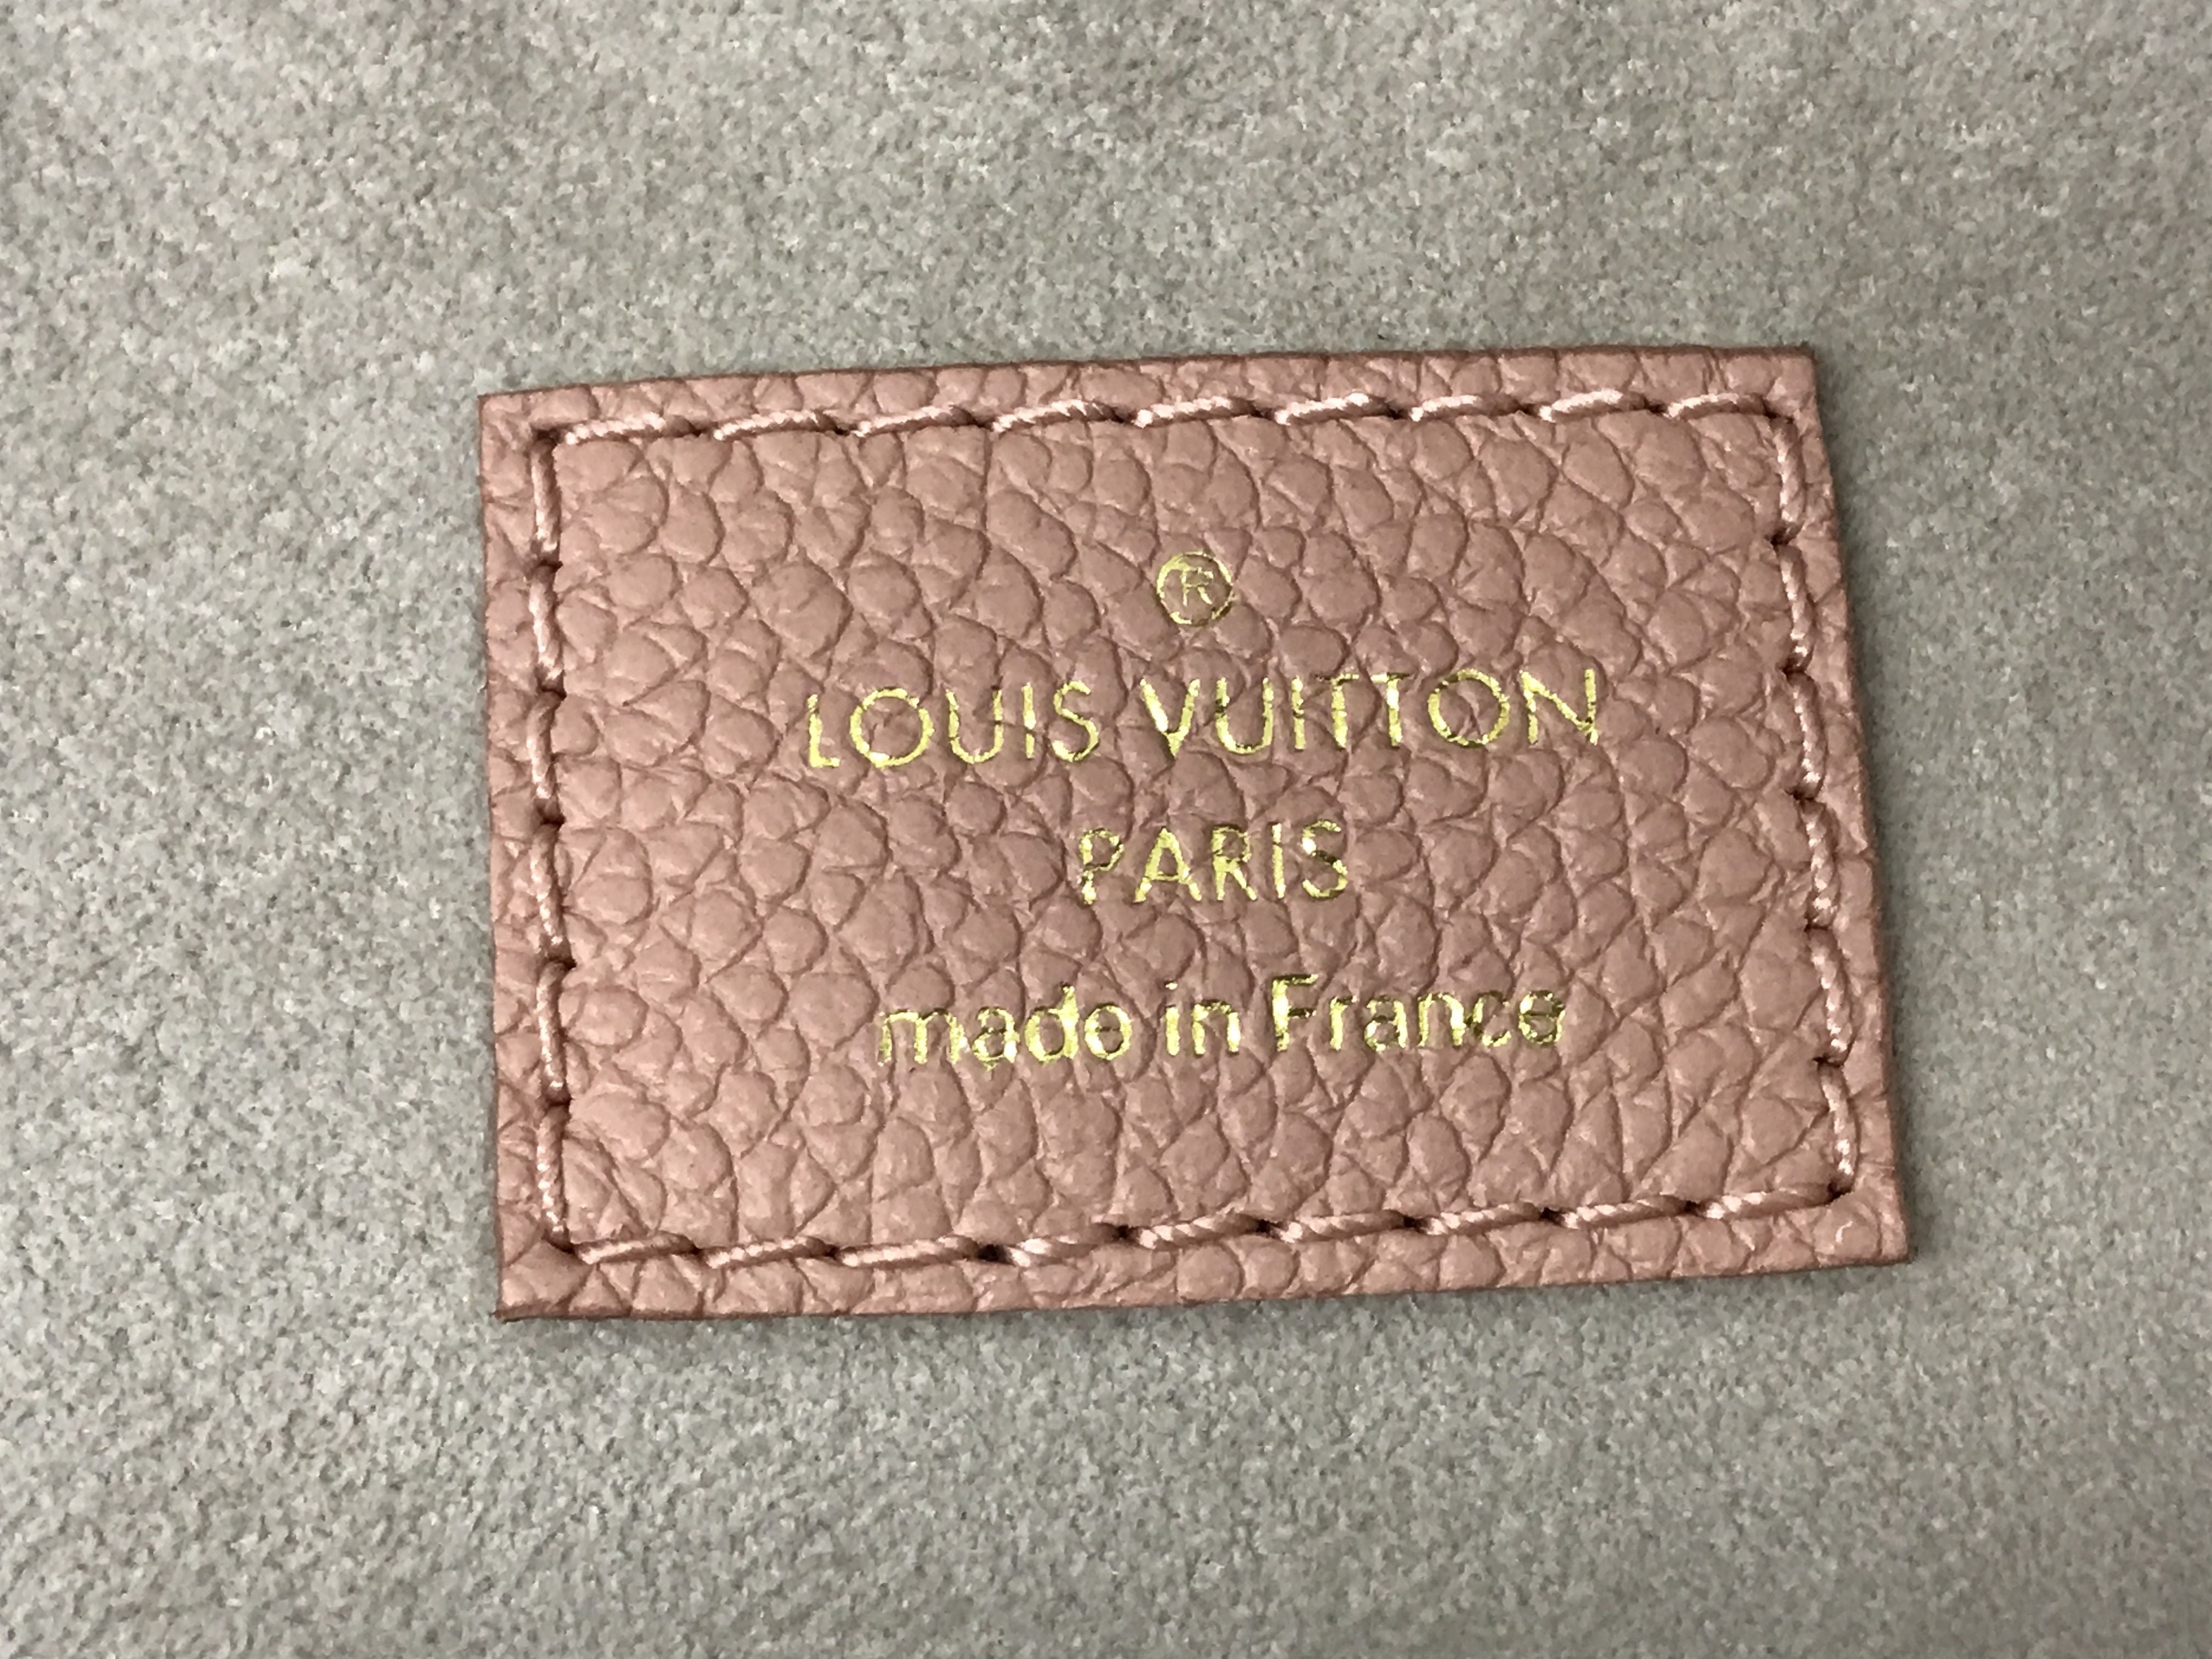 ®
LOUIS VUITTON
PARIS
made in France